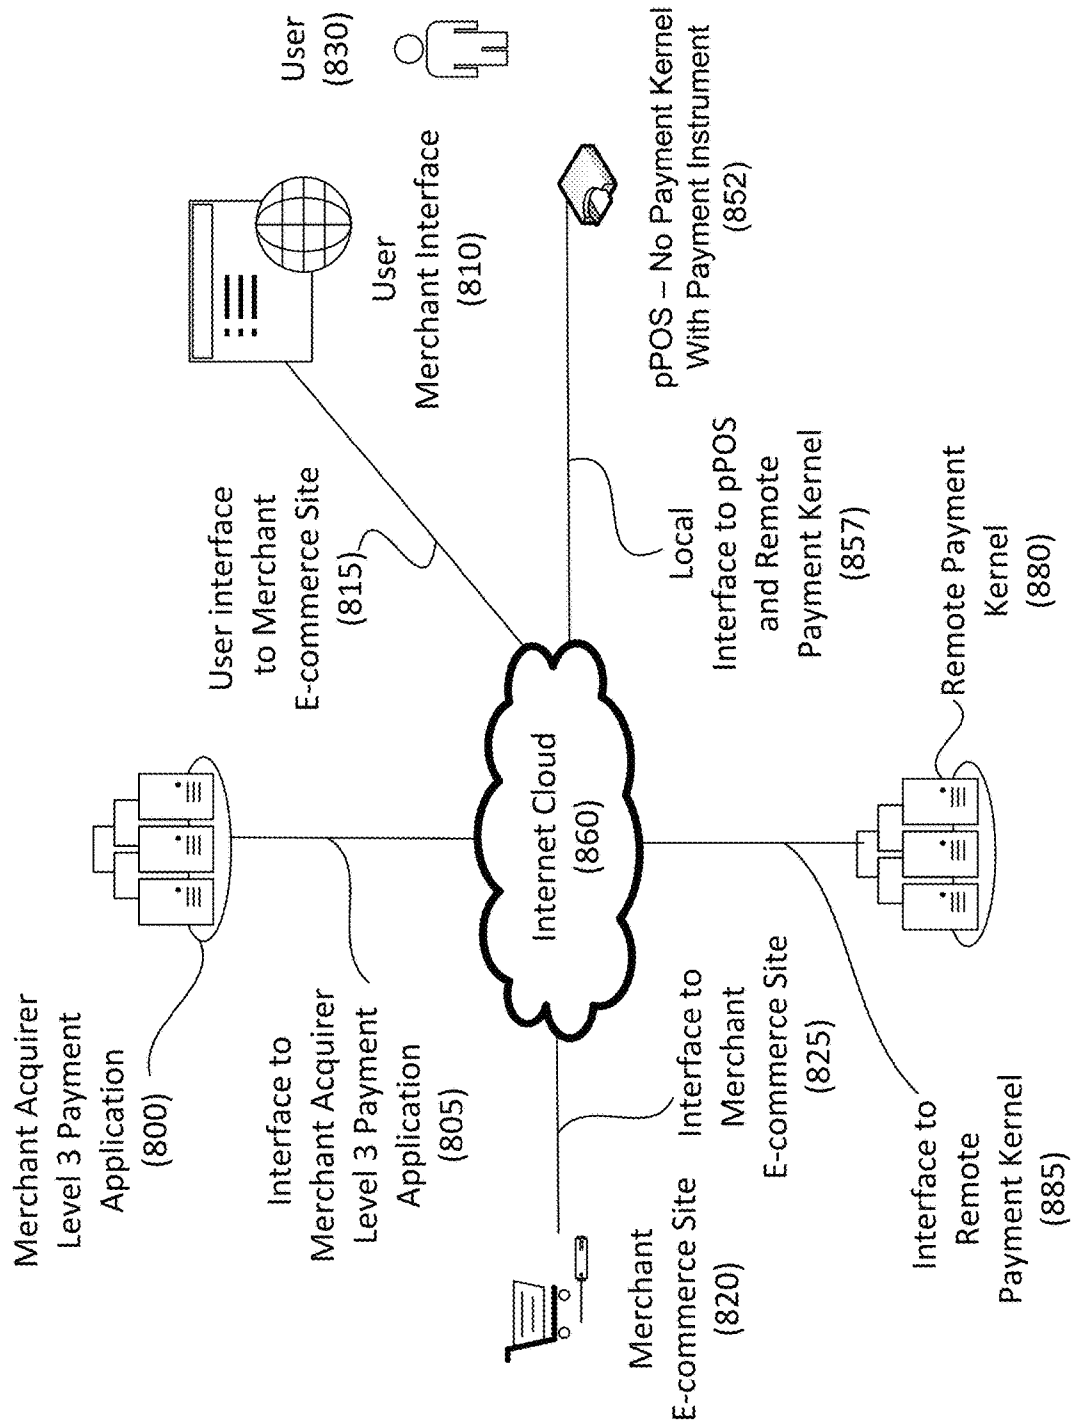 Merchant Acquirer
Level 3 Payment
Application
(800)
Interface to
Merchant Acquirer
Level 3 Payment
Application
(805)
User interface
to Merchant
E-commerce Site
(815)
User
Merchant Interface
(810)
User
(830)
Internet Cloud
(860)
Merchant
E-commerce Site
(820)
Interface to
Merchant
E-commerce Site
(825)
Local
Interface to pPOS
and Remote
Payment Kernel
(857)
pPOS – No Payment Kernel
With Payment Instrument
(852)
Interface to
Remote
Payment Kernel
(885)
Remote Payment
Kernel
(880)